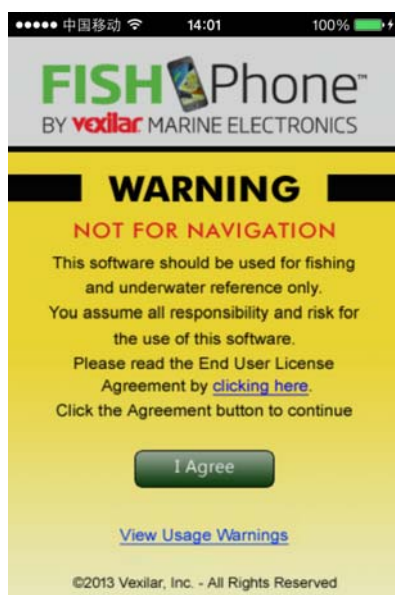 中国移动 14:01 100%
FISH Phone™
BY vexilar MARINE ELECTRONICS
WARNING
NOT FOR NAVIGATION
This software should be used for fishing
and underwater reference only.
You assume all responsibility and risk for
the use of this software.
Please read the End User License
Agreement by clicking here.
Click the Agreement button to continue
I Agree
View Usage Warnings
©2013 Vexilar, Inc. - All Rights Reserved